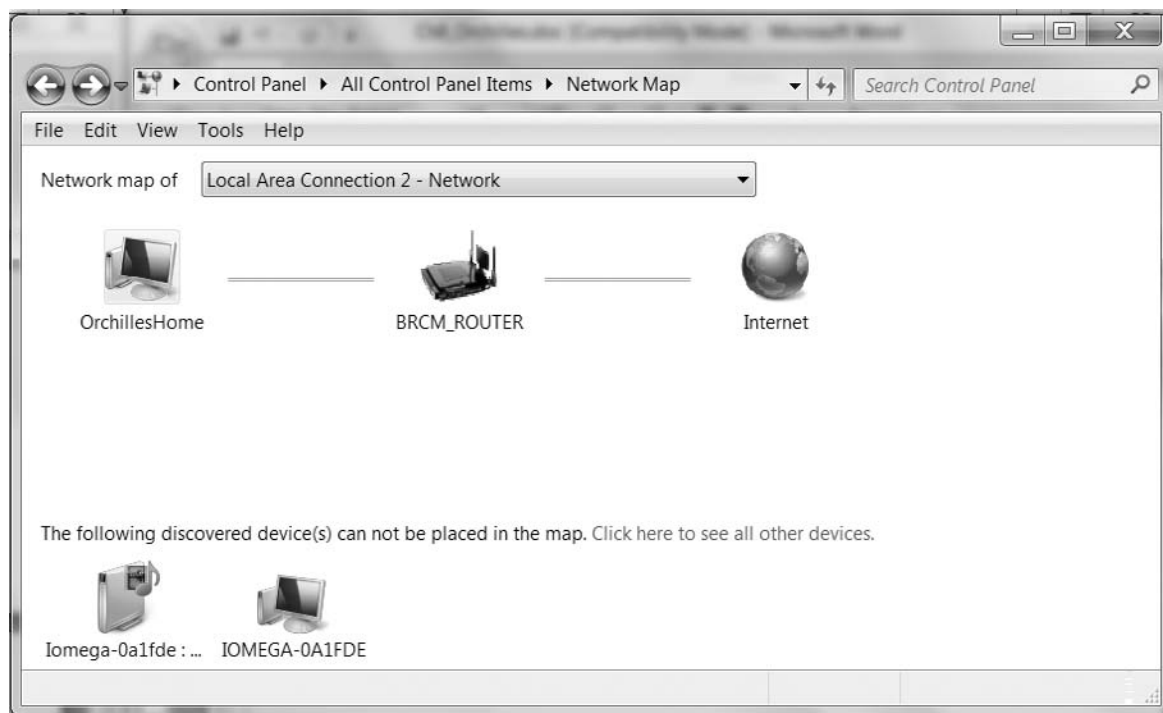 Control Panel ▸ All Control Panel Items ▸ Network Map
Search Control Panel
File Edit View Tools Help
Network map of Local Area Connection 2 - Network
OrchillesHome BRCM_ROUTER Internet
The following discovered device(s) can not be placed in the map. Click here to see all other devices.
Iomega-0a1fde : ... IOMEGA-0A1FDE